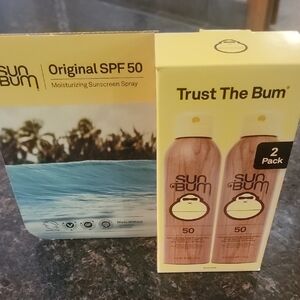 SUN
BUM
Original SPF 50
Moisturizing Sunscreen Spray
Trust The Bum®
2
Pack
SUN
BUM
50
SUN
BUM
50